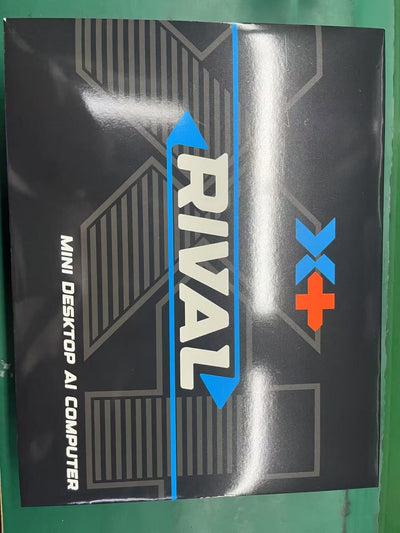 X+
RIVAL
MINI DESKTOP AI COMPUTER